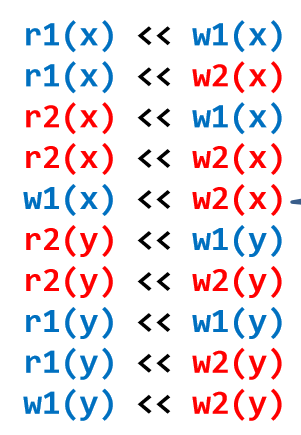 r1(x) << w1(x)
r1(x) << w2(x)
r2(x) << w1(x)
r2(x) << w2(x)
w1(x) << w2(x)
r2(y) << w1(y)
r2(y) << w2(y)
r1(y) << w1(y)
r1(y) << w2(y)
w1(y) << w2(y)